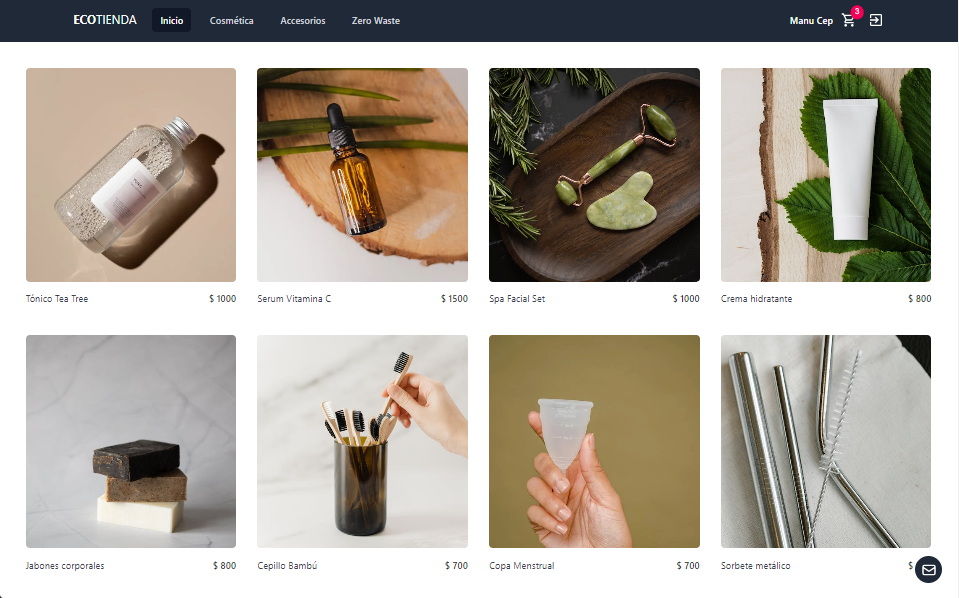 ECOTIENDA Inicio Cosmética Accesorios Zero Waste Manu Cep 3
Tónico Tea Tree $ 1000
Serum Vitamina C $ 1500
Spa Facial Set $ 1000
Crema hidratante $ 800
Jabones corporales $ 800
Cepillo Bambú $ 700
Copa Menstrual $ 700
Sorbete metálico $